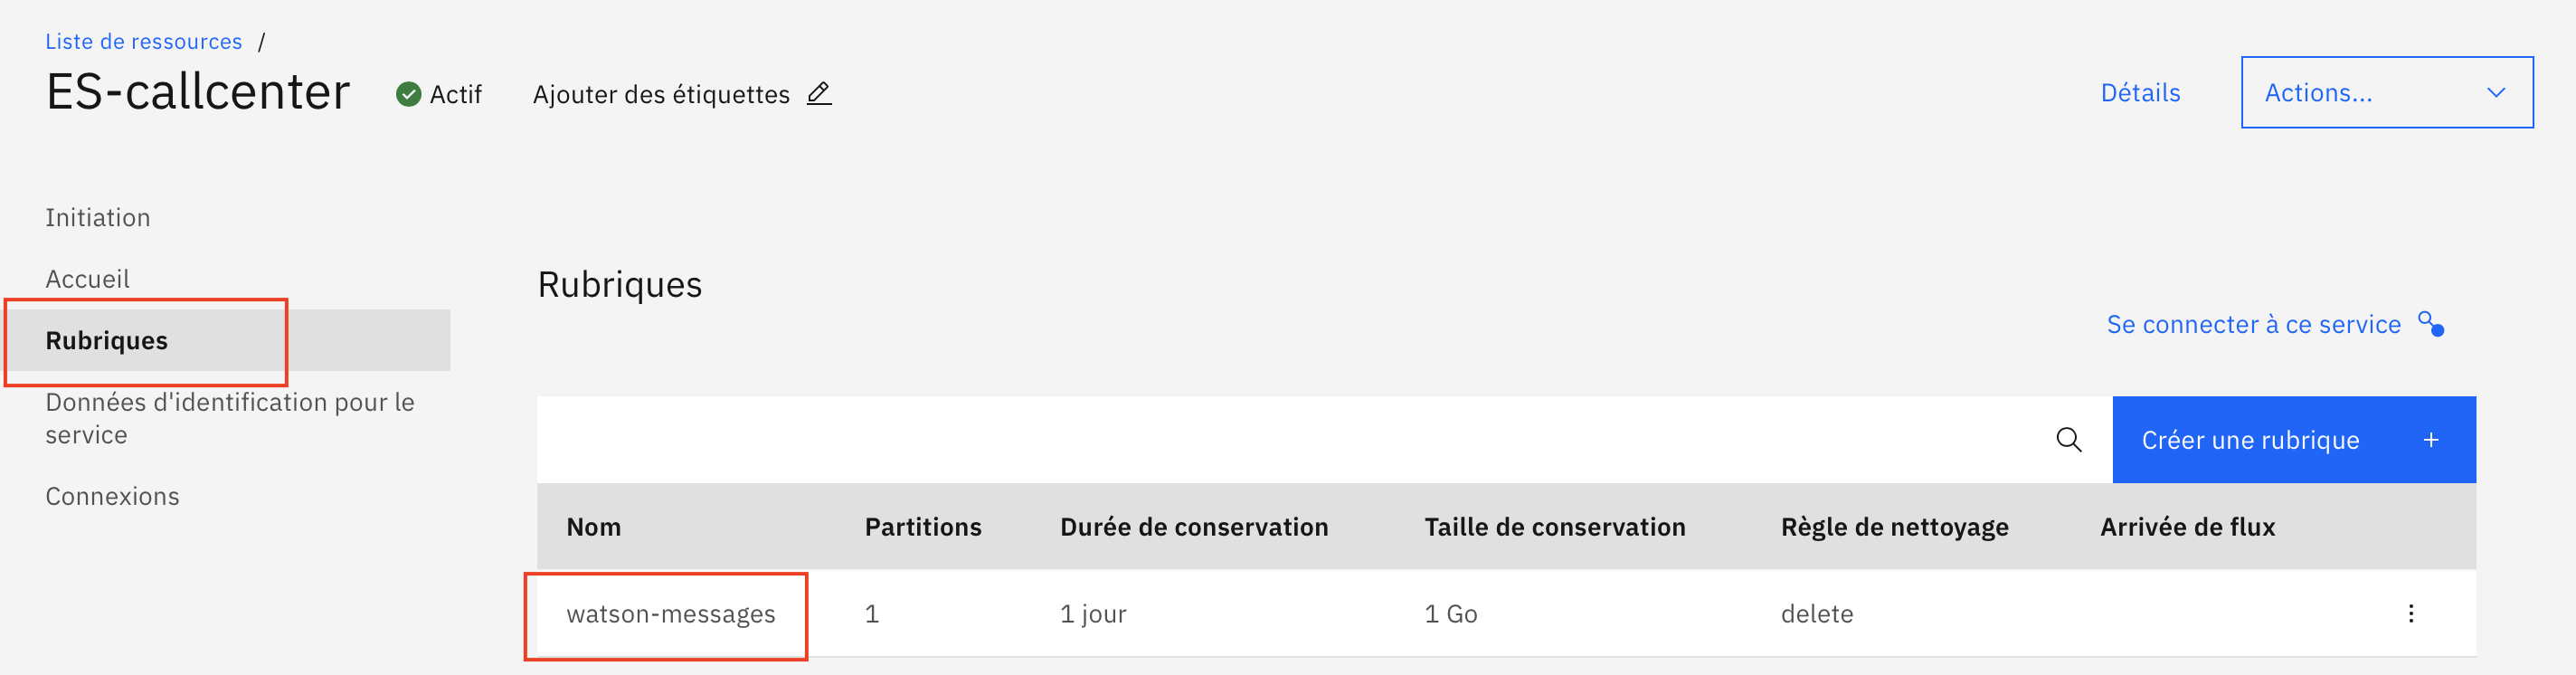 Liste de ressources /
ES-callcenter Actif Ajouter des étiquettes Détails Actions...
Initiation
Accueil
Rubriques
Données d'identification pour le
service
Connexions
Rubriques
Se connecter à ce service
Créer une rubrique +
Nom Partitions Durée de conservation Taille de conservation Règle de nettoyage Arrivée de flux
watson-messages 1 1 jour 1 Go delete